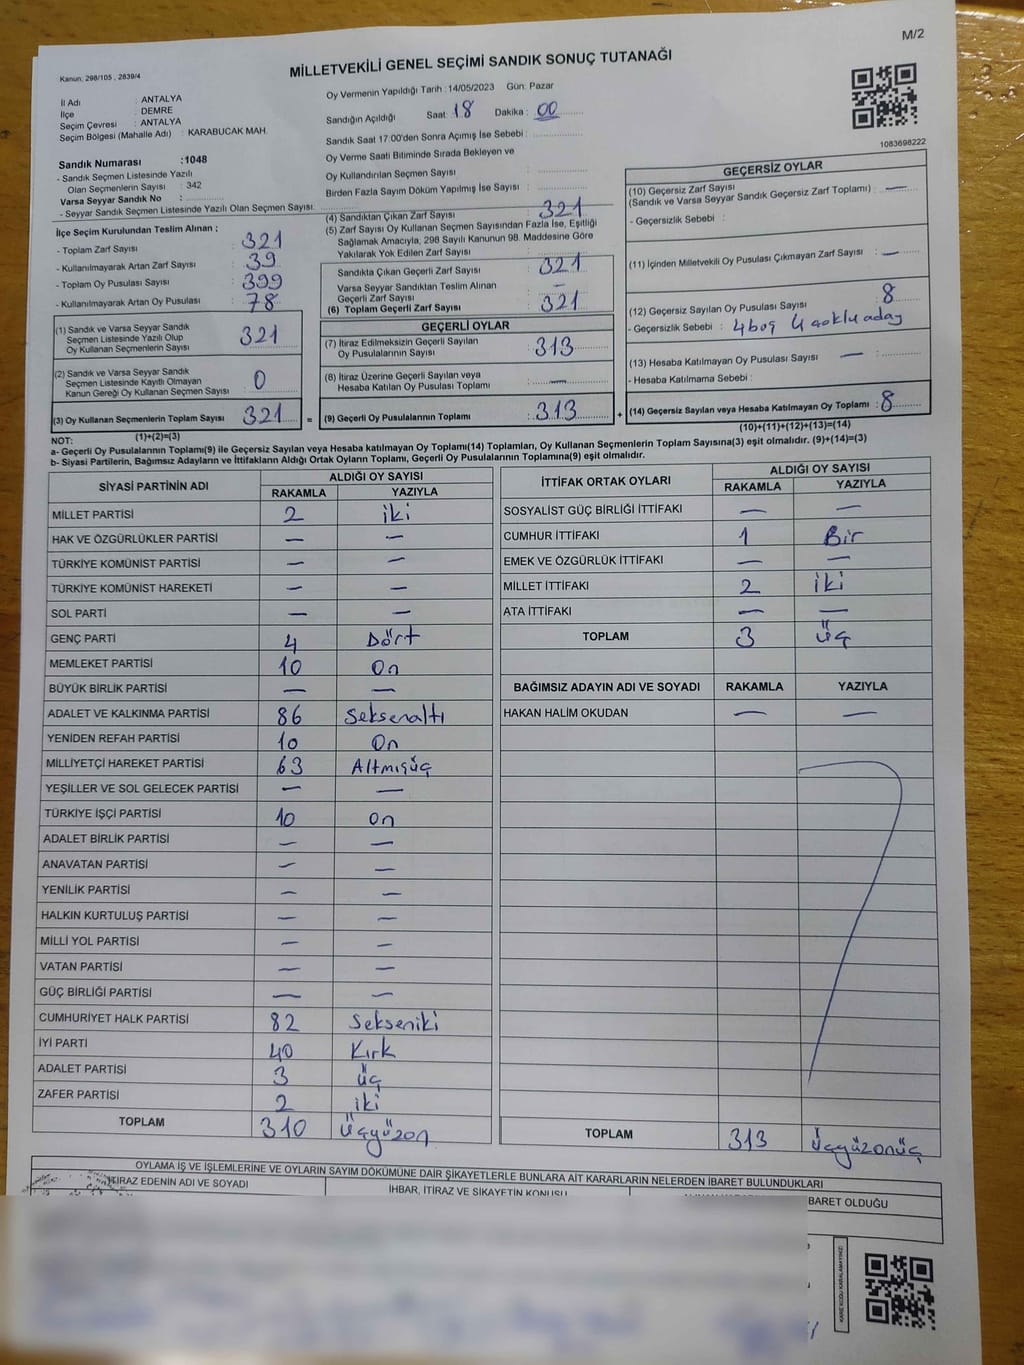 M/2
Kanun: 298/105 , 2839/4
MİLLETVEKİLİ GENEL SEÇİMİ SANDIK SONUÇ TUTANAĞI
İl Adı : ANTALYA
İlçe : DEMRE
Seçim Çevresi : ANTALYA
Seçim Bölgesi (Mahalle Adı) : KARABUCAK MAH.
Sandık Numarası :1048
- Sandık Seçmen Listesinde Yazılı
Olan Seçmenlerin Sayısı : 342
Varsa Seyyar Sandık No :
- Seyyar Sandık Seçmen Listesinde Yazılı Olan Seçmen Sayısı:
Oy Vermenin Yapıldığı Tarih : 14/05/2023 Gün: Pazar
Sandığın Açıldığı Saat: 18 Dakika : 00
Sandık Saat 17:00'den Sonra Açımış İse Sebebi :
Oy Verme Saati Bitiminde Sırada Bekleyen ve
Oy Kullandırılan Seçmen Sayısı :
Birden Fazla Sayım Döküm Yapılmış İse Sayısı :
1083698222
İlçe Seçim Kurulundan Teslim Alınan ;
- Toplam Zarf Sayısı : 321
- Kullanılmayarak Artan Zarf Sayısı : 39
- Toplam Oy Pusulası Sayısı : 399
- Kullanılmayarak Artan Oy Pusulası : 78
(1) Sandık ve Varsa Seyyar Sandık
Seçmen Listesinde Yazılı Olup
Oy Kullanan Seçmenlerin Sayısı : 321
(2) Sandık ve Varsa Seyyar Sandık
Seçmen Listesinde Kayıtlı Olmayan
Kanun Gereği Oy Kullanan Seçmen Sayısı : 0
(3) Oy Kullanan Seçmenlerin Toplam Sayısı : 321 =
(1)+(2)=(3)
(4) Sandıktan Çıkan Zarf Sayısı : 321
(5) Zarf Sayısı Oy Kullanan Seçmen Sayısından Fazla İse, Eşitliği
Sağlamak Amacıyla, 298 Sayılı Kanunun 98. Maddesine Göre
Yakılarak Yok Edilen Zarf Sayısı :
Sandıkta Çıkan Geçerli Zarf Sayısı : 321
Varsa Seyyar Sandıktan Teslim Alınan
Geçerli Zarf Sayısı : —
(6) Toplam Geçerli Zarf Sayısı : 321
GEÇERLİ OYLAR
(7) İtiraz Edilmeksizin Geçerli Sayılan
Oy Pusulalarının Sayısı : 313
(8) İtiraz Üzerine Geçerli Sayılan veya
Hesaba Katılan Oy Pusulası Toplamı : —
(9) Geçerli Oy Pusulalarının Toplamı : 313 +
GEÇERSİZ OYLAR
(10) Geçersiz Zarf Sayısı
(Sandık ve Varsa Seyyar Sandık Geçersiz Zarf Toplamı) : —
- Geçersizlik Sebebi :
(11) İçinden Milletvekili Oy Pusulası Çıkmayan Zarf Sayısı : —
(12) Geçersiz Sayılan Oy Pusulası Sayısı : 8
- Geçersizlik Sebebi : 4 boş 4 çoklu aday
(13) Hesaba Katılmayan Oy Pusulası Sayısı : —
- Hesaba Katılmama Sebebi :
(14) Geçersiz Sayılan veya Hesaba Katılmayan Oy Toplamı : 8
(10)+(11)+(12)+(13)=(14)
NOT:
a- Geçerli Oy Pusulalarının Toplamı(9) ile Geçersiz Sayılan veya Hesaba katılmayan Oy Toplamı(14) Toplamları, Oy Kullanan Seçmenlerin Toplam Sayısına(3) eşit olmalıdır. (9)+(14)=(3)
b- Siyasi Partilerin, Bağımsız Adayların ve İttifakların Aldığı Ortak Oyların Toplamı, Geçerli Oy Pusulalarının Toplamına(9) eşit olmalıdır.
SİYASİ PARTİNİN ADI ALDIĞI OY SAYISI
RAKAMLA YAZIYLA
MİLLET PARTİSİ 2 iki
HAK VE ÖZGÜRLÜKLER PARTİSİ — —
TÜRKİYE KOMÜNİST PARTİSİ — —
TÜRKİYE KOMÜNİST HAREKETİ — —
SOL PARTİ — —
GENÇ PARTİ 4 Dört
MEMLEKET PARTİSİ 10 On
BÜYÜK BİRLİK PARTİSİ — —
ADALET VE KALKINMA PARTİSİ 86 Seksenaltı
YENİDEN REFAH PARTİSİ 10 On
MİLLİYETÇİ HAREKET PARTİSİ 63 Altmışüç
YEŞİLLER VE SOL GELECEK PARTİSİ — —
TÜRKİYE İŞÇİ PARTİSİ 10 On
ADALET BİRLİK PARTİSİ — —
ANAVATAN PARTİSİ — —
YENİLİK PARTİSİ — —
HALKIN KURTULUŞ PARTİSİ — —
MİLLİ YOL PARTİSİ — —
VATAN PARTİSİ — —
GÜÇ BİRLİĞİ PARTİSİ — —
CUMHURİYET HALK PARTİSİ 82 Sekseniki
İYİ PARTİ 40 Kırk
ADALET PARTİSİ 3 üç
ZAFER PARTİSİ 2 iki
TOPLAM 310 Üçyüzon
İTTİFAK ORTAK OYLARI ALDIĞI OY SAYISI
RAKAMLA YAZIYLA
SOSYALİST GÜÇ BİRLİĞİ İTTİFAKI — —
CUMHUR İTTİFAKI 1 Bir
EMEK VE ÖZGÜRLÜK İTTİFAKI — —
MİLLET İTTİFAKI 2 iki
ATA İTTİFAKI — —
TOPLAM 3 üç
BAĞIMSIZ ADAYIN ADI VE SOYADI RAKAMLA YAZIYLA
HAKAN HALİM OKUDAN — —
TOPLAM 313 Üçyüzonüç
OYLAMA İŞ VE İŞLEMLERİNE VE OYLARIN SAYIM DÖKÜMÜNE DAİR ŞİKAYETLERLE BUNLARA AİT KARARLARIN NELERDEN İBARET BULUNDUKLARI
İTİRAZ EDENİN ADI VE SOYADI
İHBAR, İTİRAZ VE ŞİKAYETİN KONUSU
İBARET OLDUĞU
KAREKODU KARALAMAYINIZ!